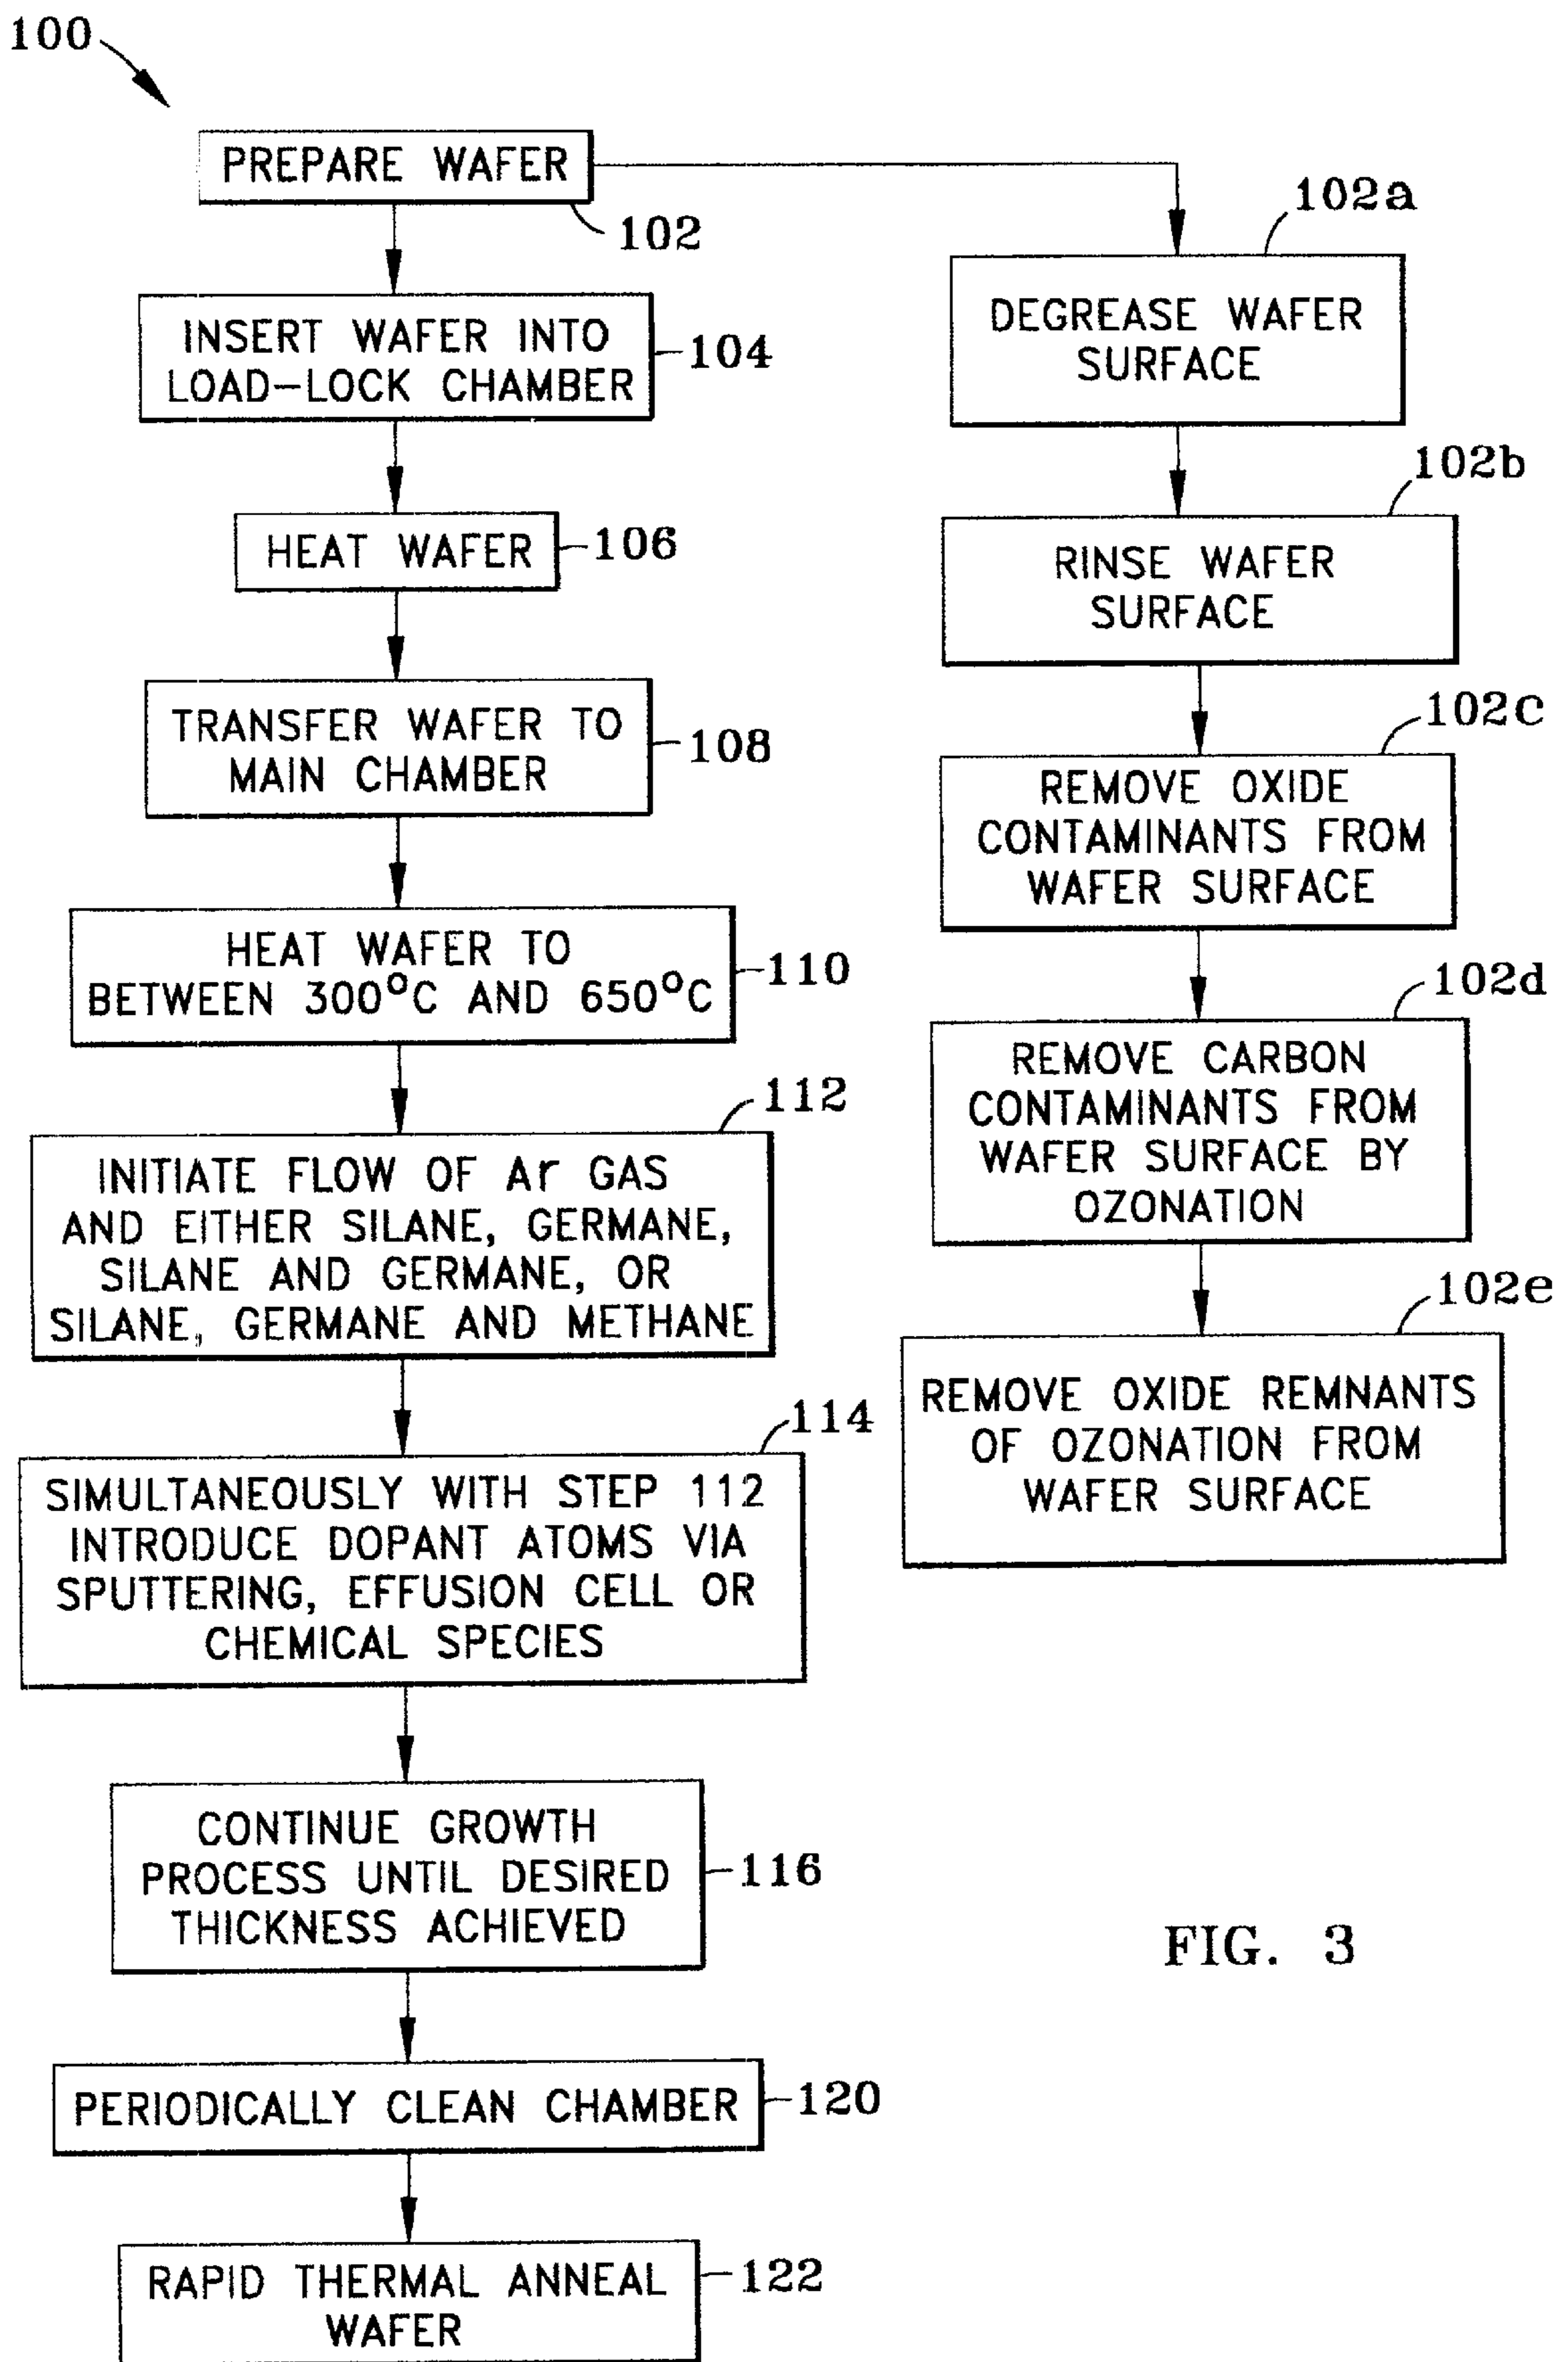 100
PREPARE WAFER
102
INSERT WAFER INTO
LOAD-LOCK CHAMBER
104
HEAT WAFER
106
TRANSFER WAFER TO
MAIN CHAMBER
108
HEAT WAFER TO
BETWEEN 300°C AND 650°C
110
112
INITIATE FLOW OF Ar GAS
AND EITHER SILANE, GERMANE,
SILANE AND GERMANE, OR
SILANE, GERMANE AND METHANE
114
SIMULTANEOUSLY WITH STEP 112
INTRODUCE DOPANT ATOMS VIA
SPUTTERING, EFFUSION CELL OR
CHEMICAL SPECIES
CONTINUE GROWTH
PROCESS UNTIL DESIRED
THICKNESS ACHIEVED
116
PERIODICALLY CLEAN CHAMBER
120
RAPID THERMAL ANNEAL
WAFER
122
102a
DEGREASE WAFER
SURFACE
102b
RINSE WAFER
SURFACE
102c
REMOVE OXIDE
CONTAMINANTS FROM
WAFER SURFACE
102d
REMOVE CARBON
CONTAMINANTS FROM
WAFER SURFACE BY
OZONATION
102e
REMOVE OXIDE REMNANTS
OF OZONATION FROM
WAFER SURFACE
FIG. 3